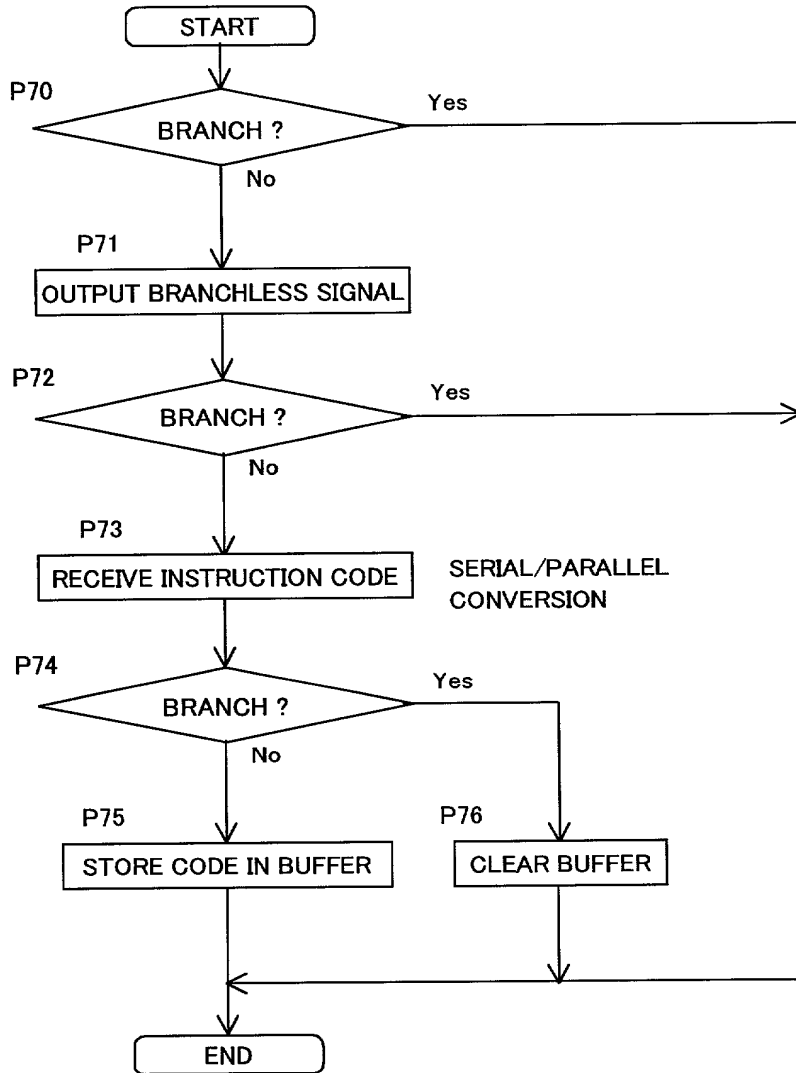 START
P70
BRANCH ?
Yes
No
P71
OUTPUT BRANCHLESS SIGNAL
P72
BRANCH ?
Yes
No
P73
RECEIVE INSTRUCTION CODE
SERIAL/PARALLEL
CONVERSION
P74
BRANCH ?
Yes
No
P75
STORE CODE IN BUFFER
P76
CLEAR BUFFER
END